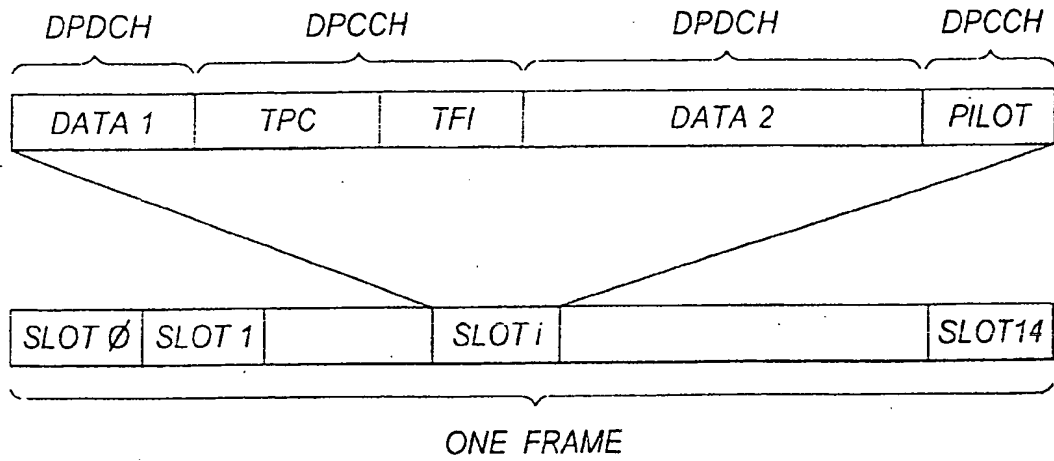 DPDCH DPCCH DPDCH DPCCH
DATA 1 TPC TFI DATA 2 PILOT
SLOT Ø SLOT 1 SLOT i SLOT14
ONE FRAME